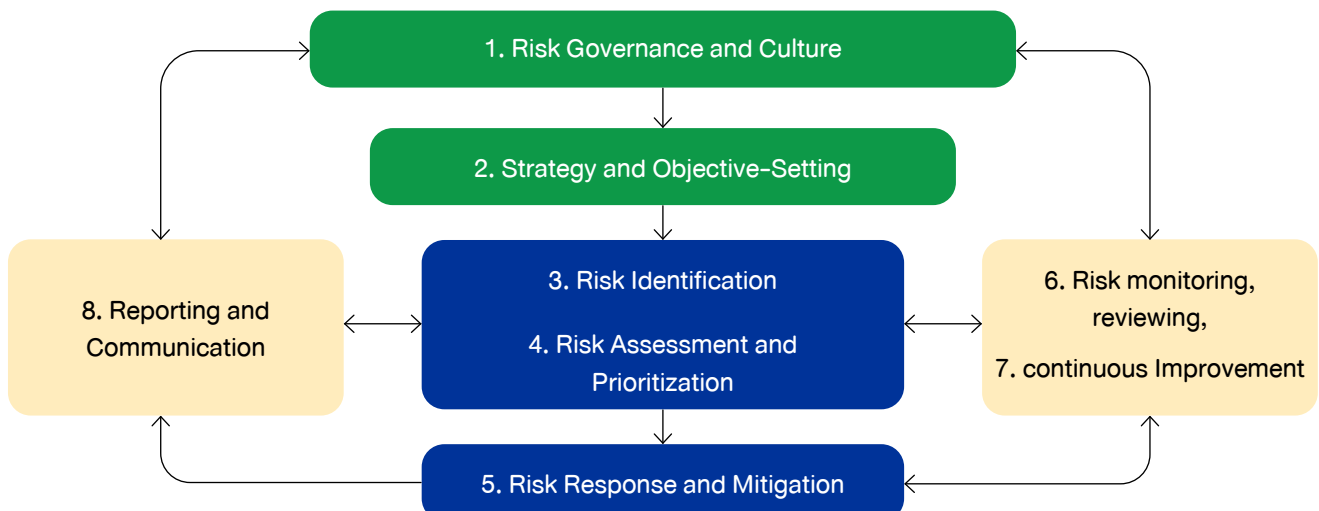 1. Risk Governance and Culture
2. Strategy and Objective-Setting
8. Reporting and
Communication
3. Risk Identification
4. Risk Assessment and
Prioritization
6. Risk monitoring,
reviewing,
7. continuous Improvement
5. Risk Response and Mitigation